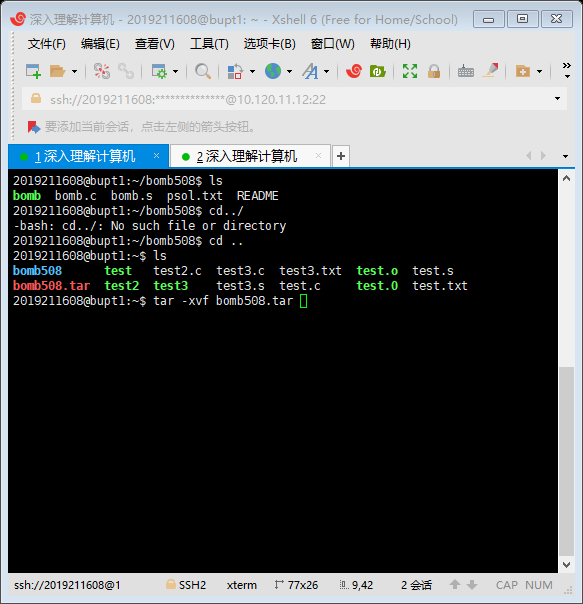 深入理解计算机 - 2019211608@bupt1: ~ - Xshell 6 (Free for Home/School)
文件(F) 编辑(E) 查看(V) 工具(T) 选项卡(B) 窗口(W) 帮助(H)
ssh://2019211608:**************@10.120.11.12:22
要添加当前会话，点击左侧的箭头按钮。
1 深入理解计算机 × 2 深入理解计算机 × +
2019211608@bupt1:~/bomb508$ ls
bomb bomb.c bomb.s psol.txt README
2019211608@bupt1:~/bomb508$ cd../
-bash: cd../: No such file or directory
2019211608@bupt1:~/bomb508$ cd ..
2019211608@bupt1:~$ ls
bomb508 test test2.c test3.c test3.txt test.o test.s
bomb508.tar test2 test3 test3.s test.c test.O test.txt
2019211608@bupt1:~$ tar -xvf bomb508.tar
ssh://2019211608@1 SSH2 xterm 77x26 9,42 2 会话 CAP NUM